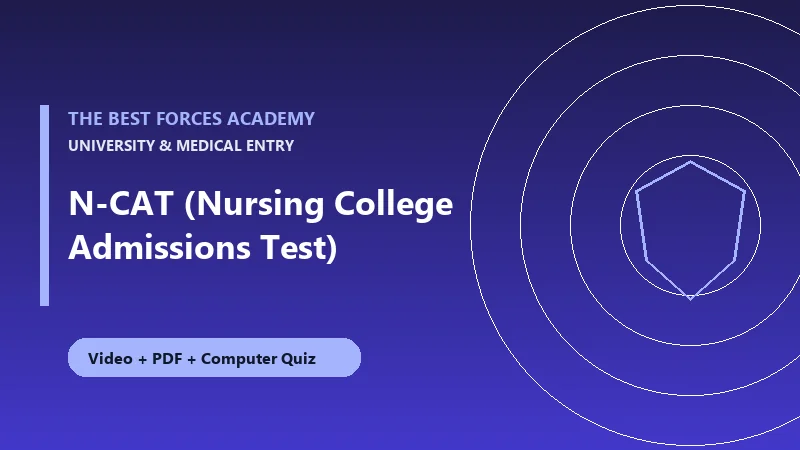 THE BEST FORCES ACADEMY
UNIVERSITY & MEDICAL ENTRY
N-CAT (Nursing College
Admissions Test)
Video + PDF + Computer Quiz